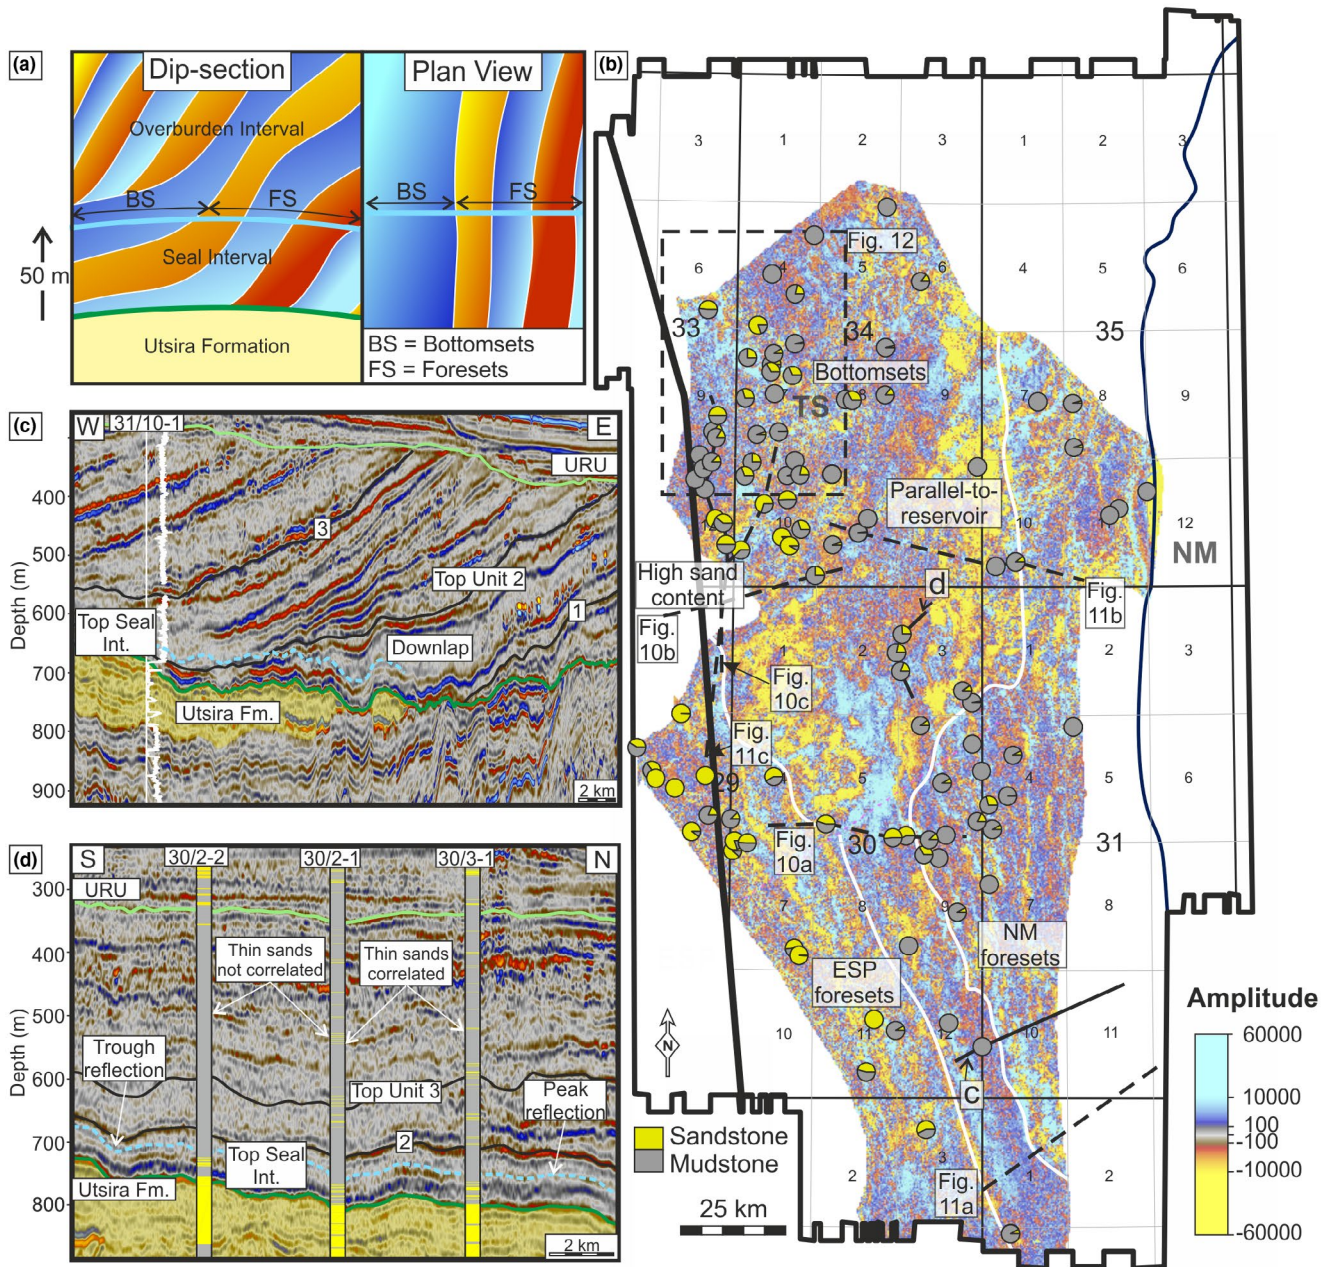 (a)
Dip-section
Plan View
Overburden Interval
BS
FS
BS
FS
Seal Interval
50 m
Utsira Formation
BS = Bottomsets
FS = Foresets
(b)
3
1
2
3
1
2
3
Fig. 12
6
4
5
6
4
5
6
33
34
35
Bottomsets
9
TS
8
9
7
8
9
Parallel-to-
reservoir
12
10
10
11
12
NM
High sand
content
Fig.
10b
d
Fig.
11b
1
2
3
2
3
Fig.
10c
Fig.
11c
29
4
5
4
5
6
Fig.
10a
30
31
7
8
9
7
8
NM
foresets
ESP
foresets
10
11
12
10
11
N
c
Sandstone
Mudstone
2
3
1
2
Fig.
11a
25 km
Amplitude
60000
10000
100
-100
-10000
-60000
(c)
W
31/10-1
E
URU
400
3
500
Top Unit 2
600
1
Top Seal
Int.
Downlap
700
Utsira Fm.
800
900
2 km
Depth (m)
(d)
S
30/2-2
30/2-1
30/3-1
N
300
URU
Thin sands
not correlated
Thin sands
correlated
400
500
Trough
reflection
600
Top Unit 3
Peak
reflection
700
2
Top Seal
Int.
Utsira Fm.
800
2 km
Depth (m)